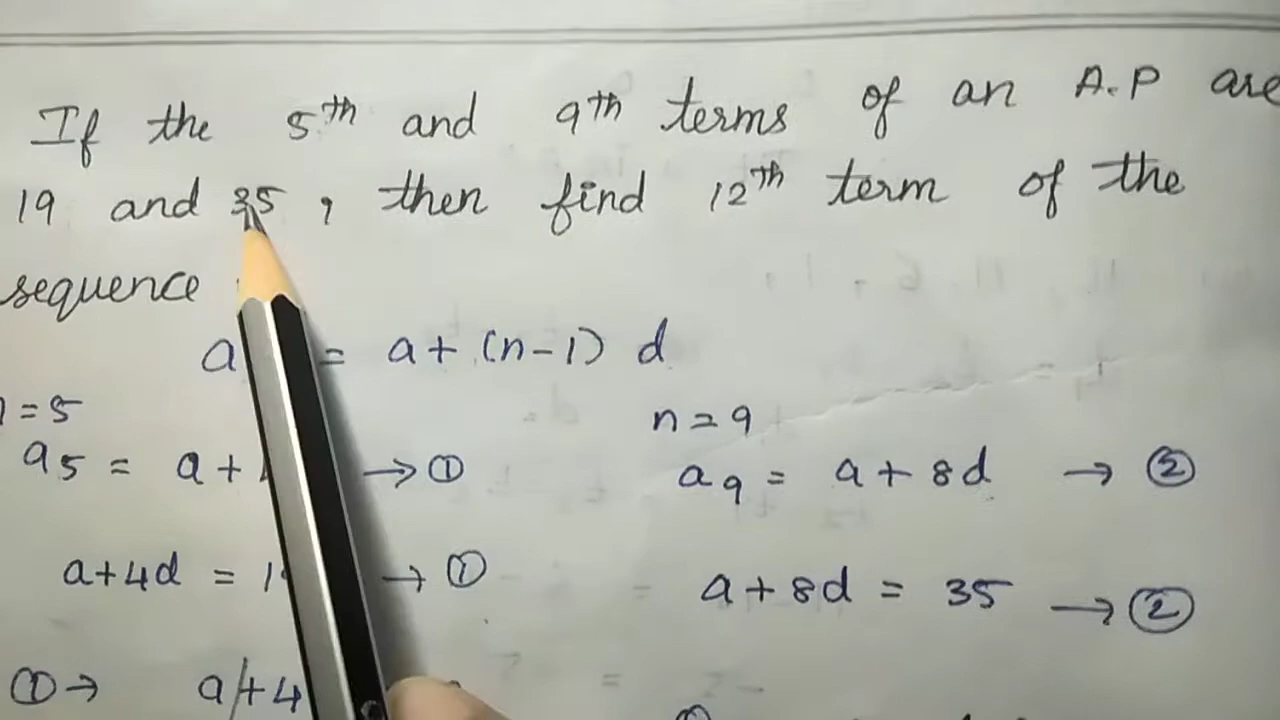 If the 5th and 9th terms of an A.P are
19 and 35, then find 12th term of the
sequence
a = a + (n-1) d
n = 5
n = 9
a5 = a + → ①
a9 = a + 8d → ②
a+4d = 1 → ①
a + 8d = 35 → ②
①→ a + 4